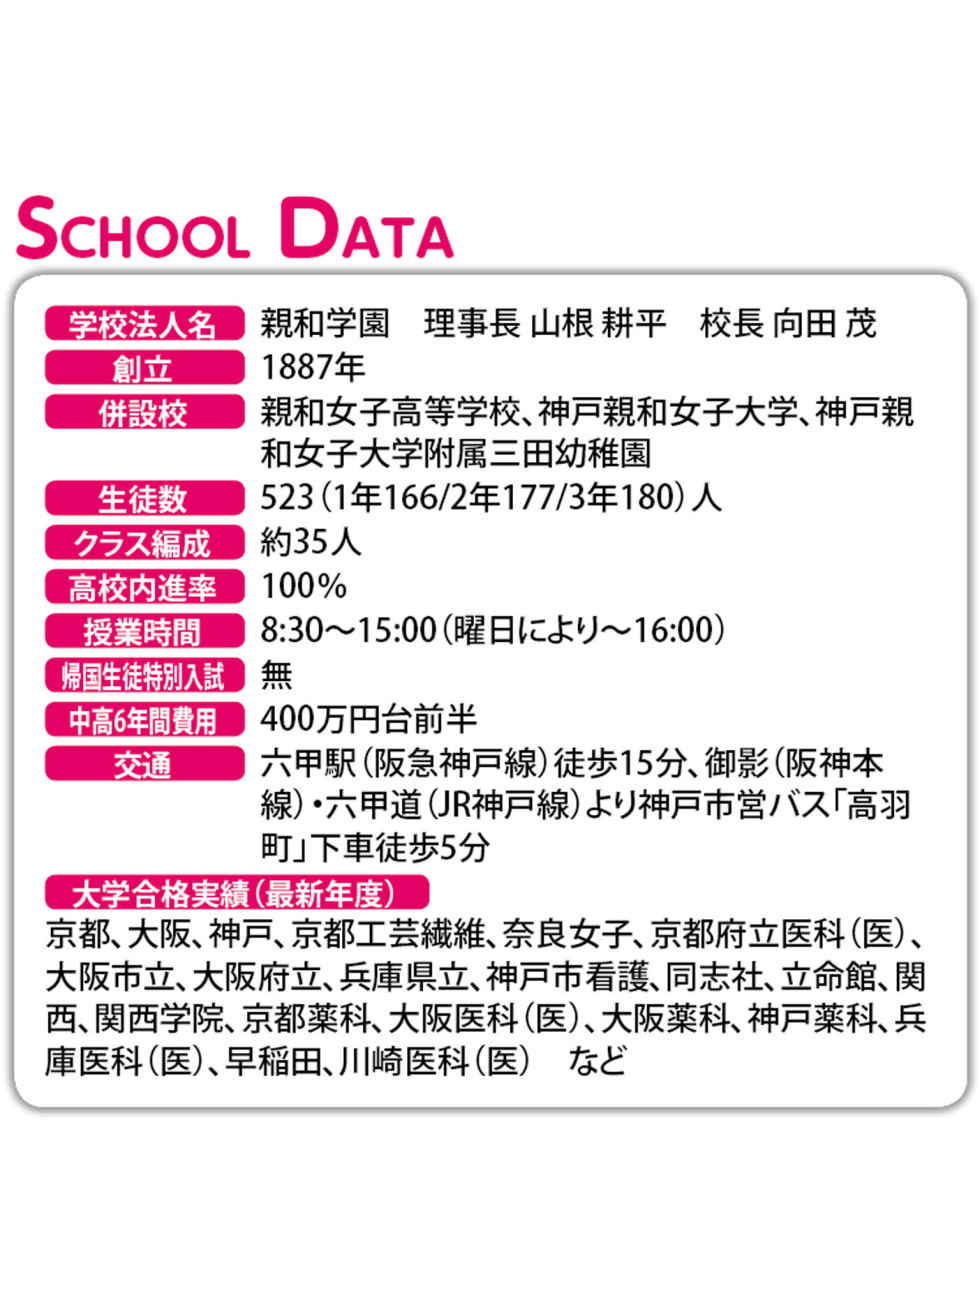 SCHOOL DATA
学校法人名 親和学園　理事長 山根 耕平　校長 向田 茂
創立 1887年
併設校 親和女子高等学校、神戸親和女子大学、神戸親
和女子大学附属三田幼稚園
生徒数 523（1年166/2年177/3年180）人
クラス編成 約35人
高校内進率 100%
授業時間 8:30〜15:00（曜日により〜16:00）
帰国生徒特別入試 無
中高6年間費用 400万円台前半
交通 六甲駅（阪急神戸線）徒歩15分、御影（阪神本
線）・六甲道（JR神戸線）より神戸市営バス「高羽
町」下車徒歩5分
大学合格実績（最新年度）
京都、大阪、神戸、京都工芸繊維、奈良女子、京都府立医科（医）、
大阪市立、大阪府立、兵庫県立、神戸市看護、同志社、立命館、関
西、関西学院、京都薬科、大阪医科（医）、大阪薬科、神戸薬科、兵
庫医科（医）、早稲田、川崎医科（医）　など